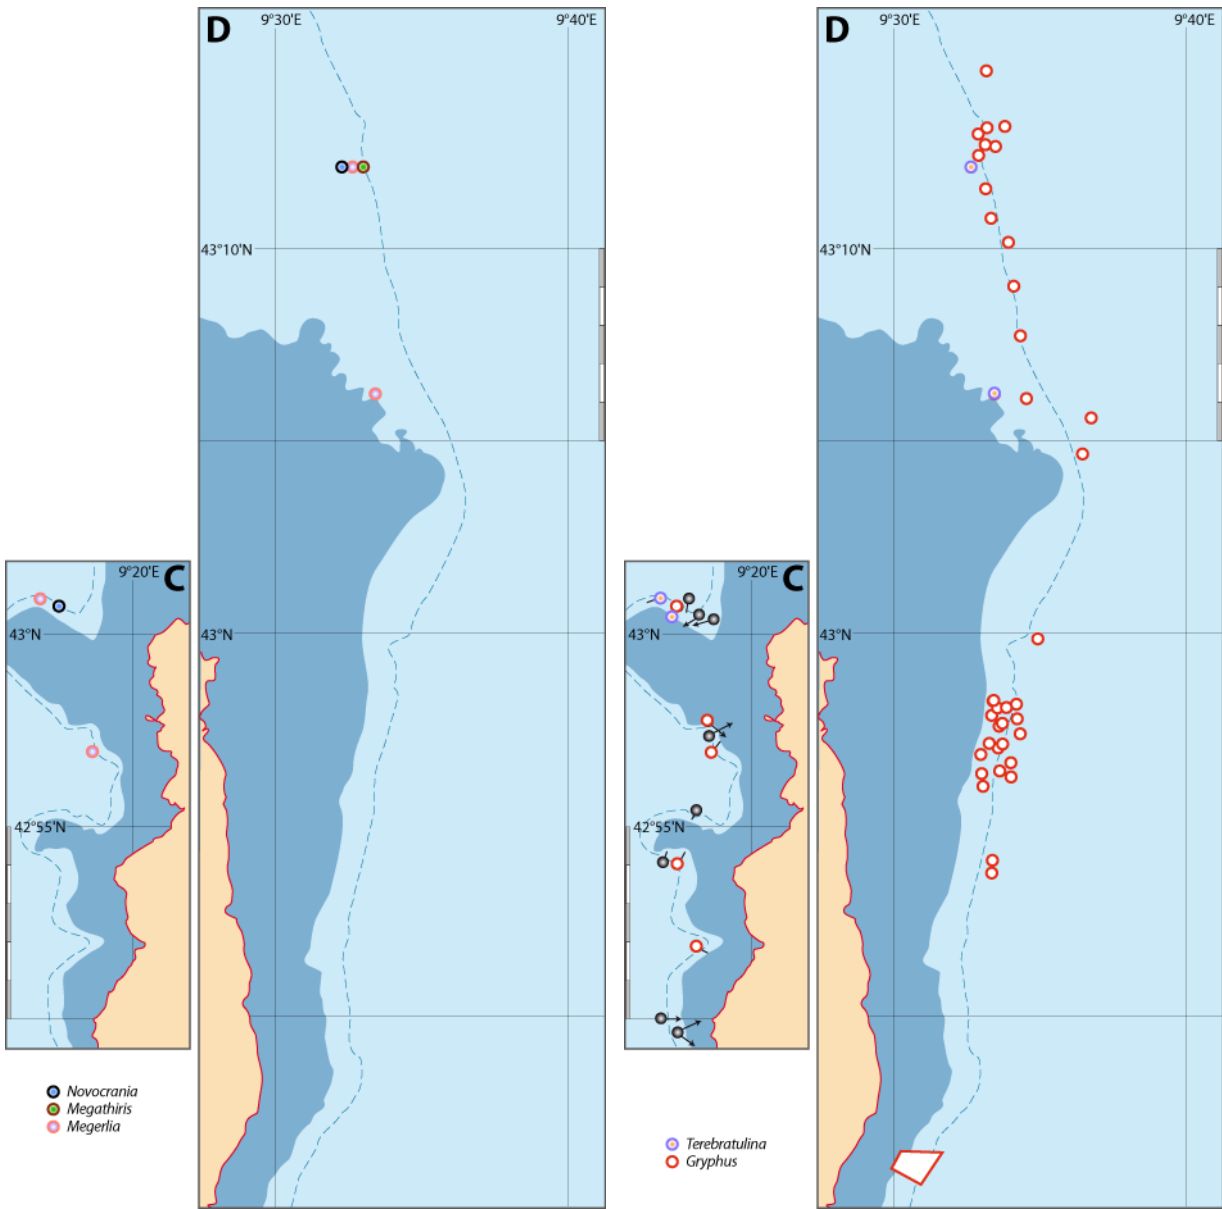 D
9°30'E
9°40'E
43°10'N
43°N
C
9°20'E
43°N
42°55'N
Novocrania
Megathiris
Megerlia
D
9°30'E
9°40'E
43°10'N
43°N
C
9°20'E
43°N
42°55'N
Terebratulina
Gryphus